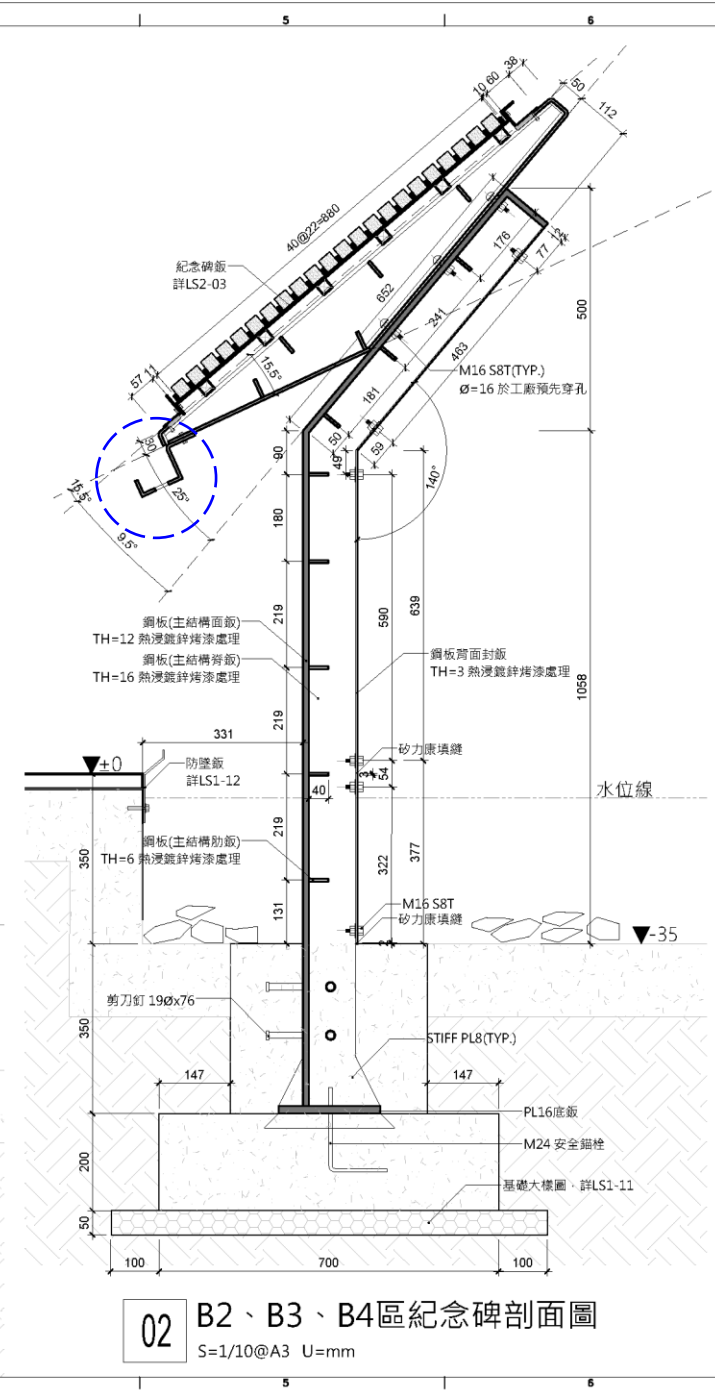 5
6
38
10 60
50
112
40@22=880
紀念碑鈑
詳LS2-03
176
12
77
652
241
500
463
15.5°
M16 S8T(TYP.)
Ø=16 於工廠預先穿孔
57 11
181
50
59
30
90
49
140°
15.5°
25°
9.5°
180
219
590
639
鋼板(主結構面鈑)
TH=12 熱浸鍍鋅烤漆處理
鋼板(主結構脊鈑)
TH=16 熱浸鍍鋅烤漆處理
鋼板背面封鈑
TH=3 熱浸鍍鋅烤漆處理
1058
219
331
矽力康填縫
±0
防墜鈑
詳LS1-12
3
54
40
水位線
350
219
鋼板(主結構肋鈑)
TH=6 熱浸鍍鋅烤漆處理
322
377
131
M16 S8T
矽力康填縫
-35
剪刀釘 19Øx76
350
STIFF PL8(TYP.)
147
147
PL16底鈑
M24 安全錨栓
200
基礎大樣圖，詳LS1-11
50
100
700
100
02
B2、B3、B4區紀念碑剖面圖
S=1/10@A3 U=mm
5
6